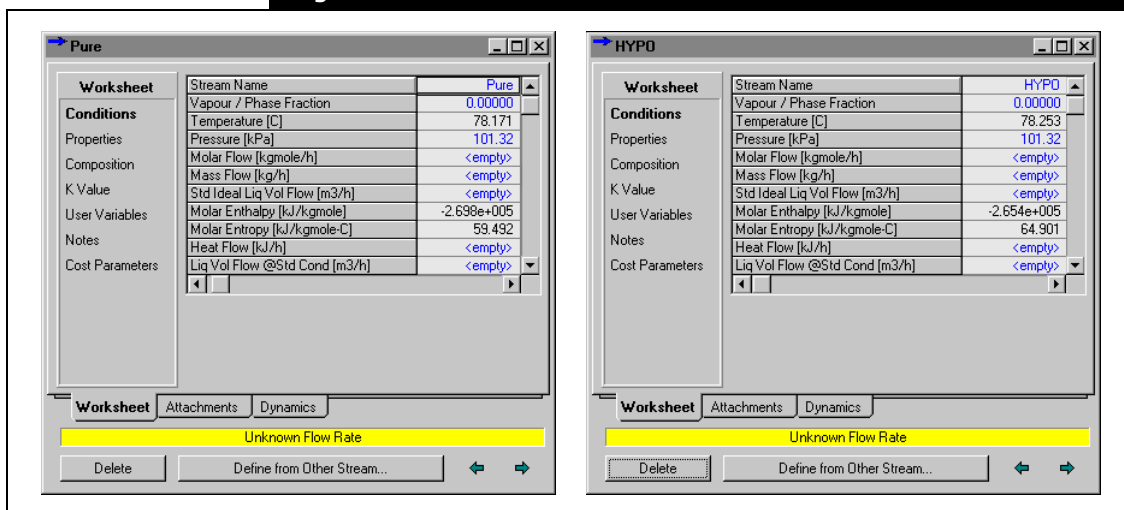 Pure
Worksheet
Conditions
Properties
Composition
K Value
User Variables
Notes
Cost Parameters
Stream Name Pure
Vapour / Phase Fraction 0.00000
Temperature [C] 78.171
Pressure [kPa] 101.32
Molar Flow [kgmole/h] <empty>
Mass Flow [kg/h] <empty>
Std Ideal Liq Vol Flow [m3/h] <empty>
Molar Enthalpy [kJ/kgmole] -2.698e+005
Molar Entropy [kJ/kgmole-C] 59.492
Heat Flow [kJ/h] <empty>
Liq Vol Flow @Std Cond [m3/h] <empty>
Worksheet Attachments Dynamics
Unknown Flow Rate
Delete Define from Other Stream...
HYPO
Worksheet
Conditions
Properties
Composition
K Value
User Variables
Notes
Cost Parameters
Stream Name HYPO
Vapour / Phase Fraction 0.00000
Temperature [C] 78.253
Pressure [kPa] 101.32
Molar Flow [kgmole/h] <empty>
Mass Flow [kg/h] <empty>
Std Ideal Liq Vol Flow [m3/h] <empty>
Molar Enthalpy [kJ/kgmole] -2.654e+005
Molar Entropy [kJ/kgmole-C] 64.901
Heat Flow [kJ/h] <empty>
Liq Vol Flow @Std Cond [m3/h] <empty>
Worksheet Attachments Dynamics
Unknown Flow Rate
Delete Define from Other Stream...